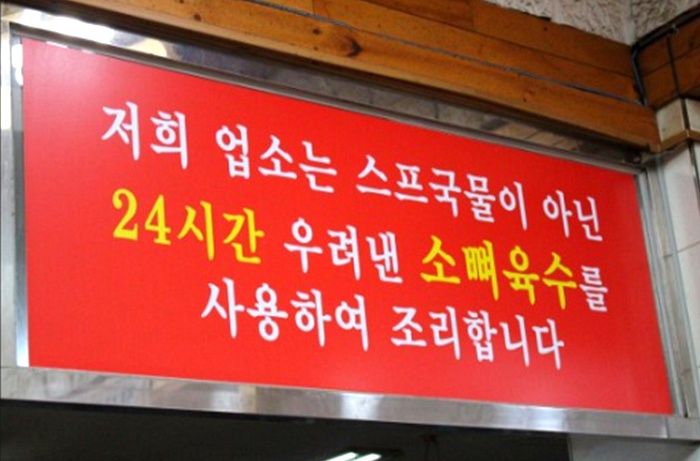 저희 업소는 스프국물이 아닌
24시간 우려낸 소뼈육수를
사용하여 조리합니다